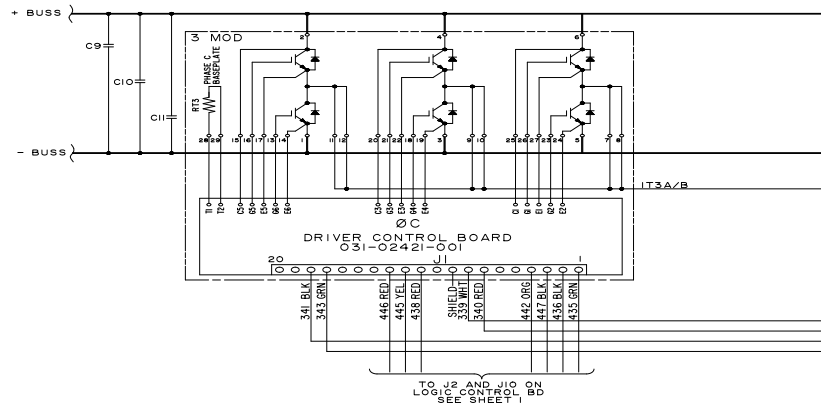 + BUSS
C9
C10
C11
- BUSS
3 MOD
PHASE C
BASEPLATE
RT3
2
4
6
28
29
15
16
17
13
14
1
11
12
20
21
22
18
19
3
9
10
25
26
27
23
24
5
7
8
1T3A/B
T1
T2
C5
G5
E5
G6
E6
C3
G3
E3
G4
E4
C1
G1
E1
G2
E2
ØC
DRIVER CONTROL BOARD
031-02421-001
20
J1
1
341 BLK
343 GRN
446 RED
445 YEL
438 RED
SHIELD
339 WHT
340 RED
442 ORG
447 BLK
436 BLK
435 GRN
TO J2 AND J10 ON
LOGIC CONTROL BD
SEE SHEET 1